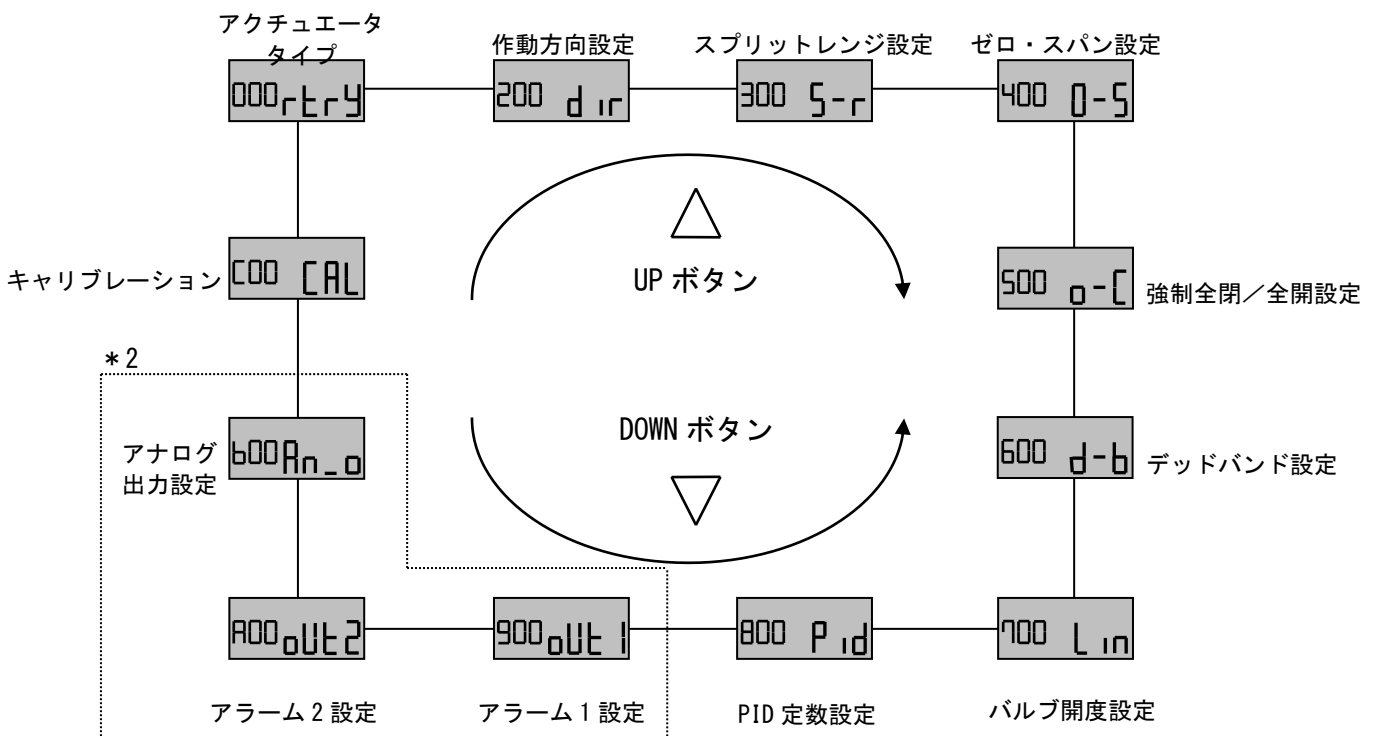 アクチュエータ
タイプ
作動方向設定
スプリットレンジ設定
ゼロ・スパン設定
000 rtrY
200 dir
300 S-r
400 0-S
UP ボタン
キャリブレーション
C00 CAL
500 o-C
強制全閉／全開設定
＊2
DOWN ボタン
アナログ
出力設定
b00 An_o
600 d-b
デッドバンド設定
A00 oUt2
900 oUt1
800 Pid
700 Lin
アラーム 2 設定
アラーム 1 設定
PID 定数設定
バルブ開度設定